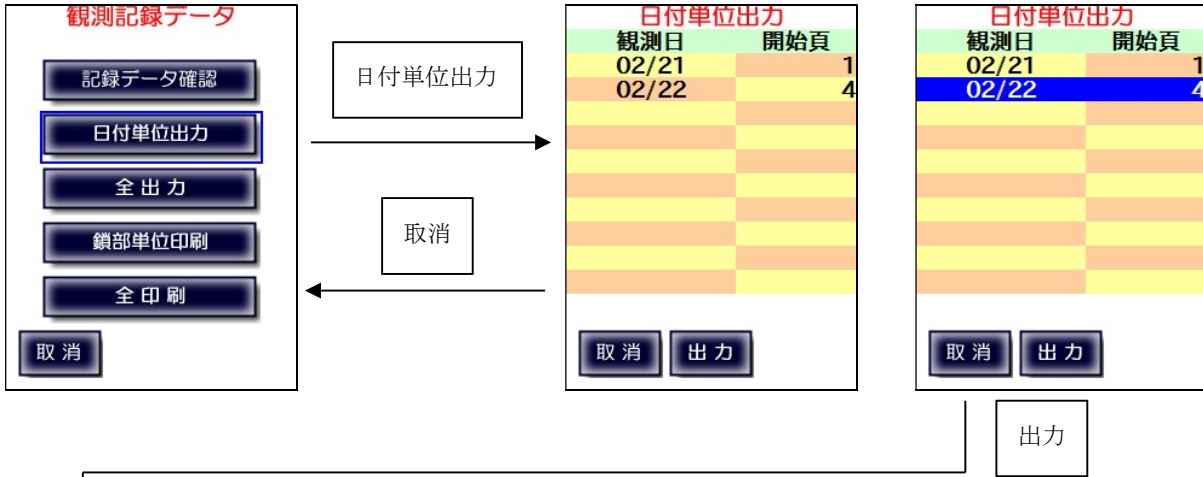 観測記録データ
記録データ確認
日付単位出力
全 出 力
鎖部単位印刷
全 印 刷
取 消
日付単位出力
取消
日付単位出力
観測日 開始頁
02/21 1
02/22 4
取 消 出 力
日付単位出力
観測日 開始頁
02/21 1
02/22 4
取 消 出 力
出力